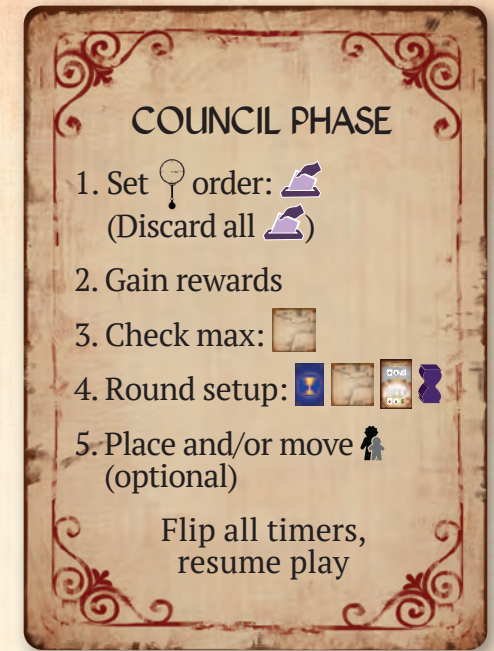 COUNCIL PHASE
1. Set order:
(Discard all )
2. Gain rewards
3. Check max:
4. Round setup:
5. Place and/or move
(optional)
Flip all timers,
resume play